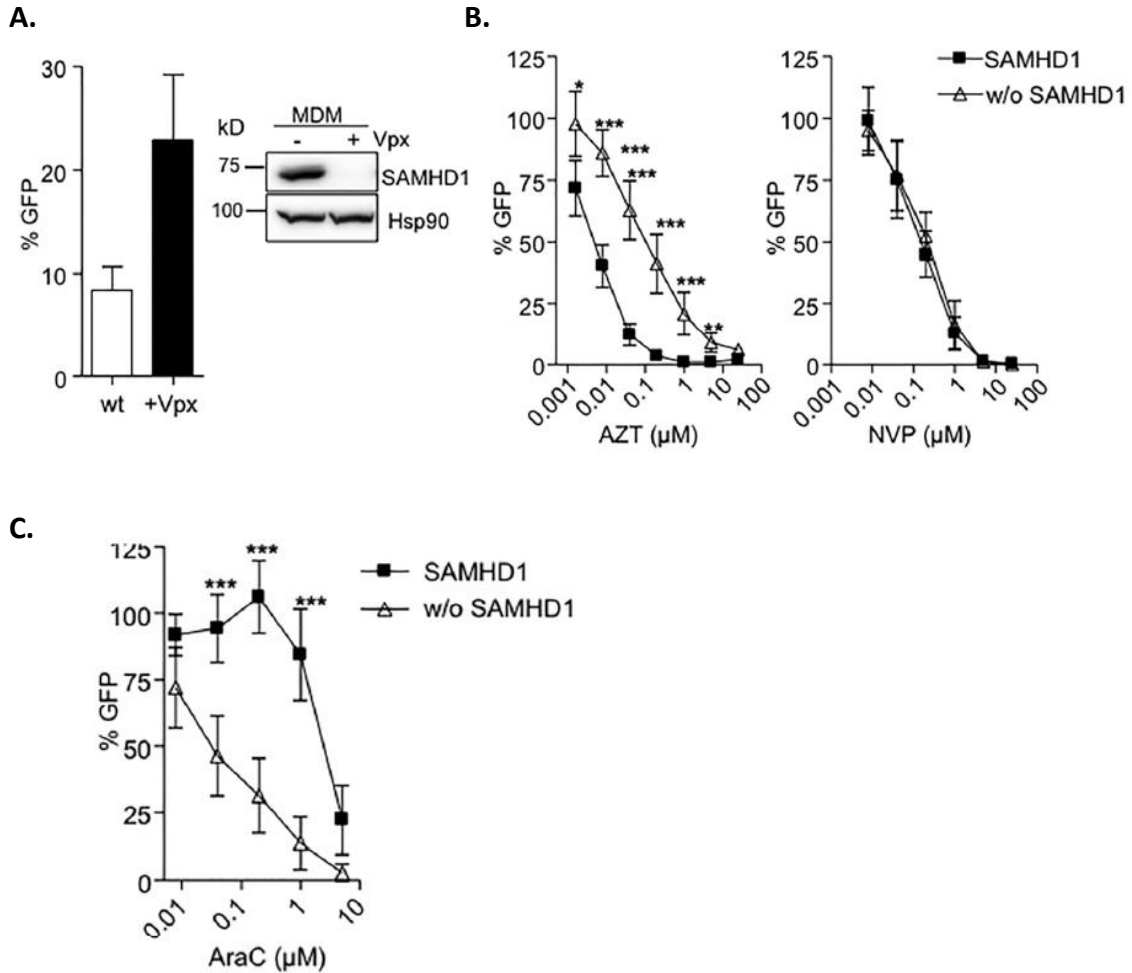 A.
% GFP
30
20
10
0
wt +Vpx
kD MDM
- + Vpx
75 SAMHD1
100 Hsp90
B.
% GFP
125
100
75
50
25
0
* *** *** *** *** *** **
0.001 0.01 0.1 1 10 100
AZT (µM)
% GFP
125
100
75
50
25
0
0.001 0.01 0.1 1 10 100
NVP (µM)
SAMHD1
w/o SAMHD1
C.
% GFP
125
100
75
50
25
0
*** *** ***
0.01 0.1 1 10
AraC (µM)
SAMHD1
w/o SAMHD1